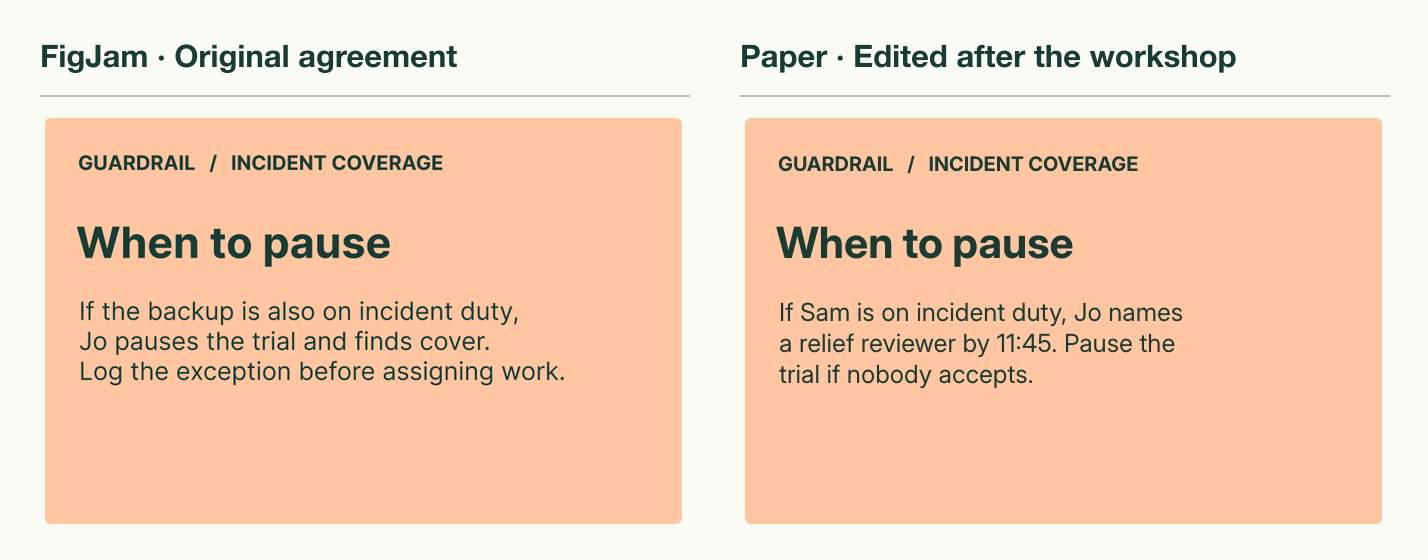 FigJam · Original agreement
GUARDRAIL / INCIDENT COVERAGE
When to pause
If the backup is also on incident duty,
Jo pauses the trial and finds cover.
Log the exception before assigning work.
Paper · Edited after the workshop
GUARDRAIL / INCIDENT COVERAGE
When to pause
If Sam is on incident duty, Jo names
a relief reviewer by 11:45. Pause the
trial if nobody accepts.